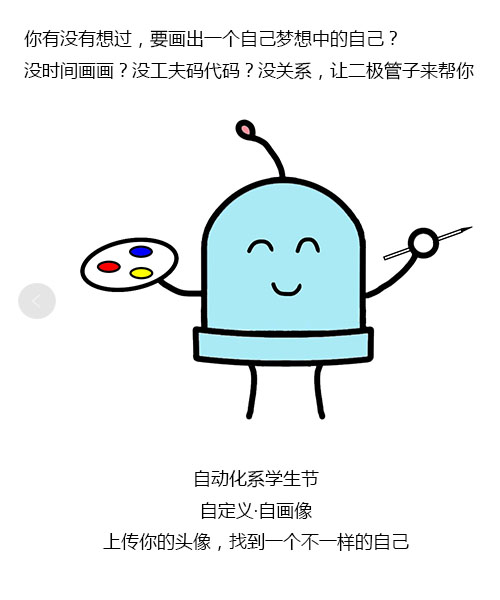 你有没有想过，要画出一个自己梦想中的自己？
没时间画画？没工夫码代码？没关系，让二极管子来帮你
自动化系学生节
自定义·自画像
上传你的头像，找到一个不一样的自己